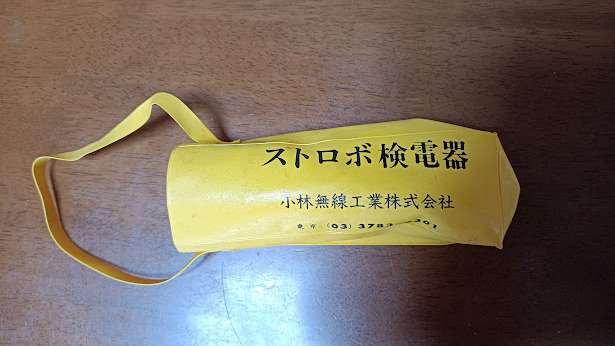 ストロボ検電器
小林無線工業株式会社
東京 (03)